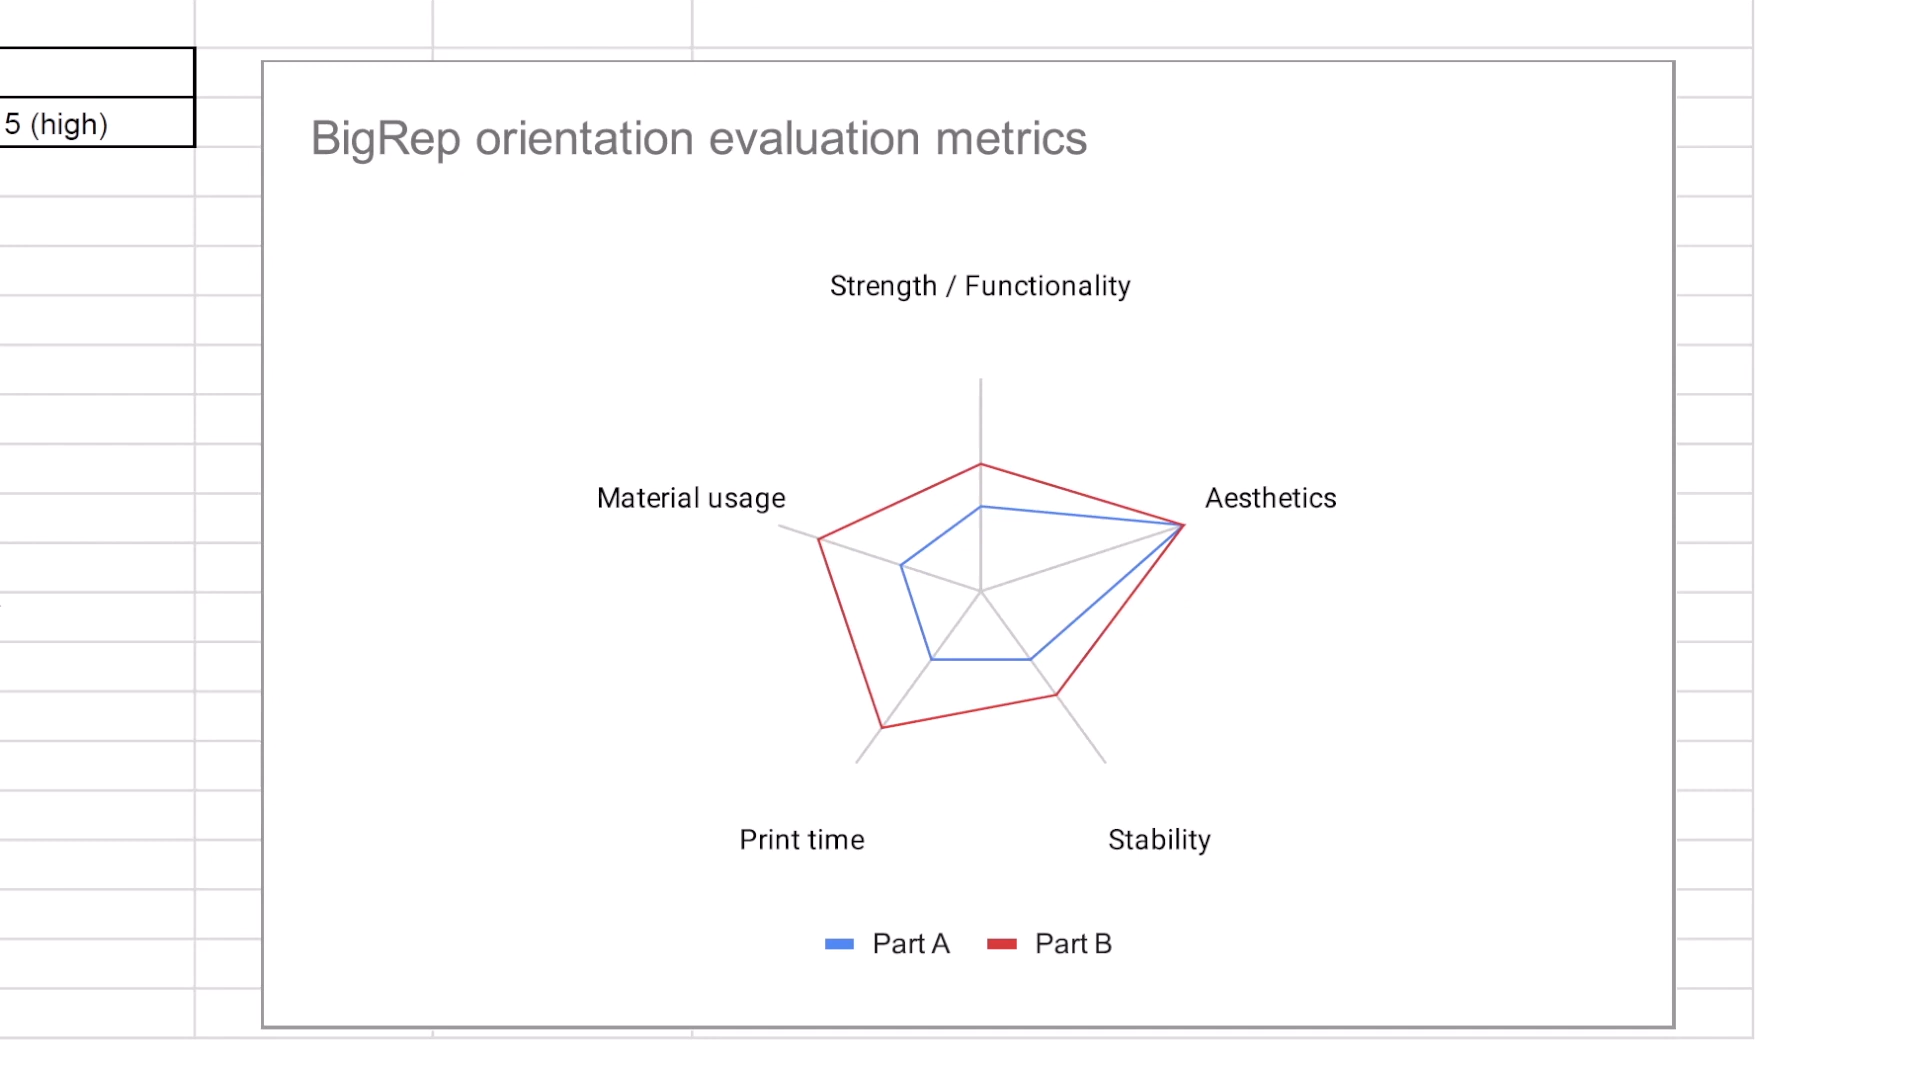 5 (high)
BigRep orientation evaluation metrics
Strength / Functionality
Material usage
Aesthetics
Print time
Stability
Part A
Part B